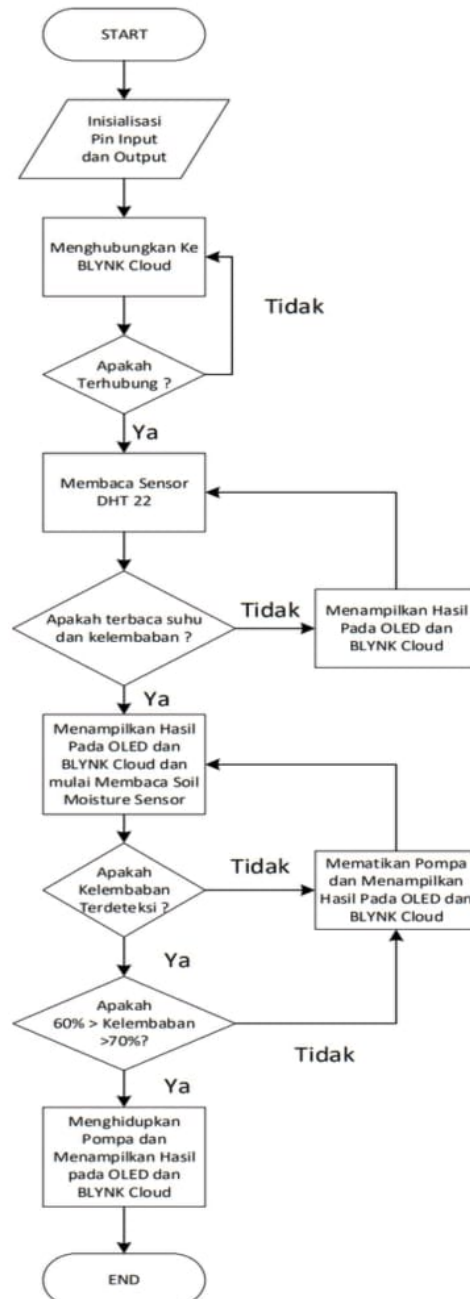 START
Inisialisasi
Pin Input
dan Output
Menghubungkan Ke
BLYNK Cloud
Tidak
Apakah
Terhubung ?
Ya
Membaca Sensor
DHT 22
Apakah terbaca suhu
dan kelembaban ?
Tidak
Menampilkan Hasil
Pada OLED dan
BLYNK Cloud
Ya
Menampilkan Hasil
Pada OLED dan
BLYNK Cloud dan
mulai Membaca Soil
Moisture Sensor
Apakah
Kelembaban
Terdeteksi ?
Tidak
Mematikan Pompa
dan Menampilkan
Hasil Pada OLED dan
BLYNK Cloud
Ya
Apakah
60% > Kelembaban
>70%?
Tidak
Ya
Menghidupkan
Pompa dan
Menampilkan Hasil
pada OLED dan
BLYNK Cloud
END